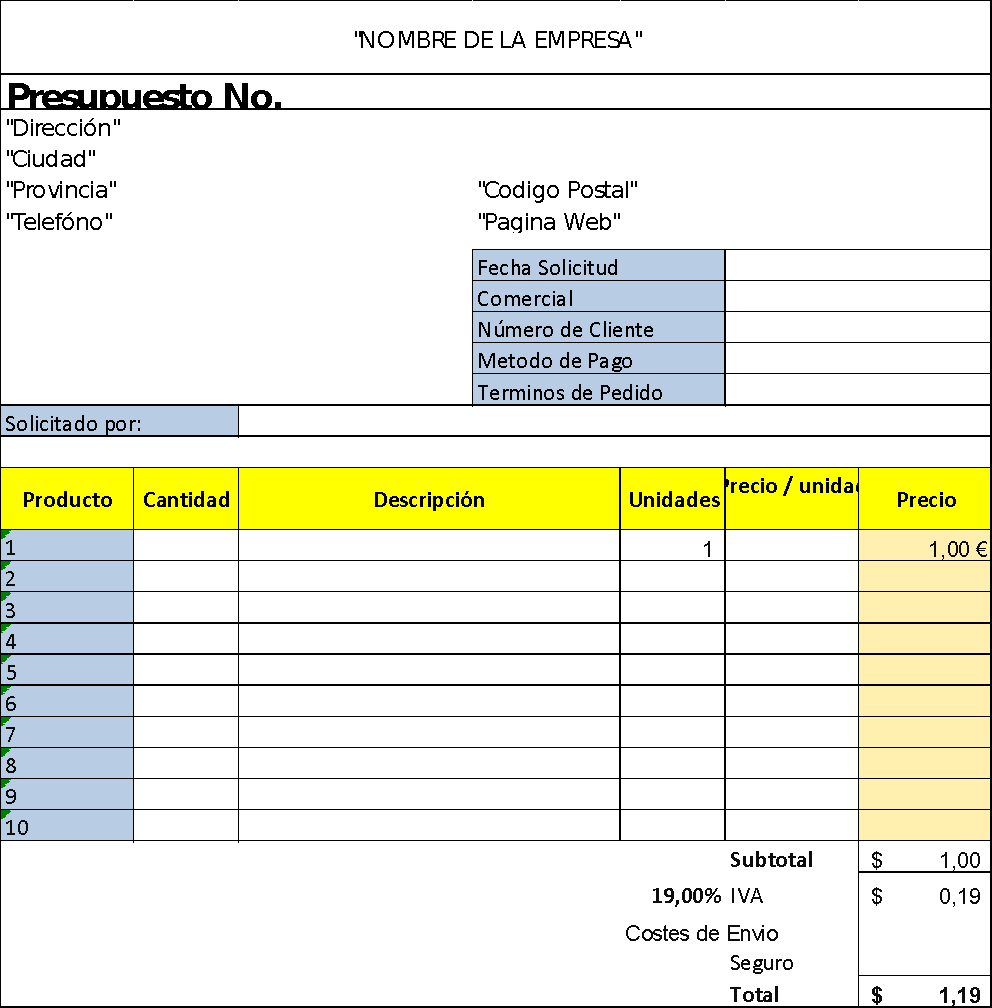 "NOMBRE DE LA EMPRESA"
Presupuesto No.
"Dirección"
"Ciudad"
"Provincia" "Codigo Postal"
"Telefóno" "Pagina Web"
Fecha Solicitud
Comercial
Número de Cliente
Metodo de Pago
Terminos de Pedido
Solicitado por:
Producto Cantidad Descripción Unidades Precio / unidad Precio
1 1 1,00 €
2
3
4
5
6
7
8
9
10
Subtotal $ 1,00
19,00% IVA $ 0,19
Costes de Envio
Seguro
Total $ 1,19